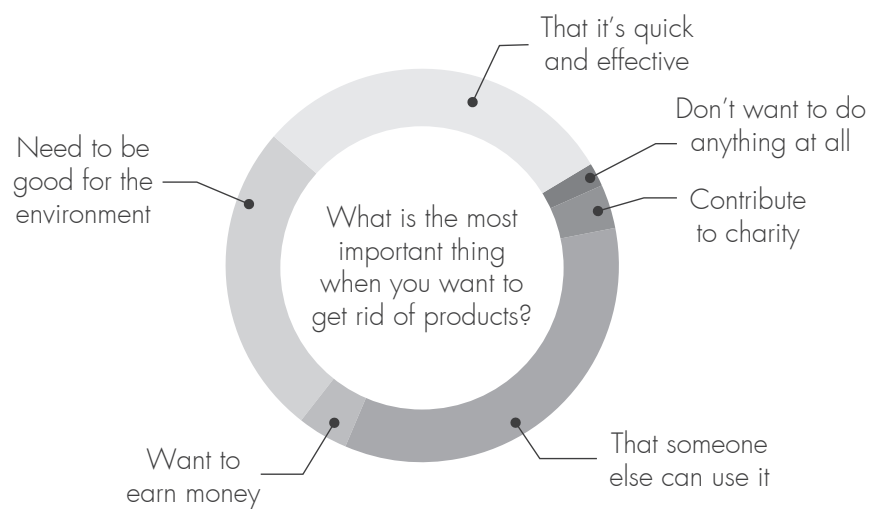 That it's quick
and effective
Don't want to do
anything at all
Contribute
to charity
Need to be
good for the
environment
What is the most
important thing
when you want to
get rid of products?
That someone
else can use it
Want to
earn money